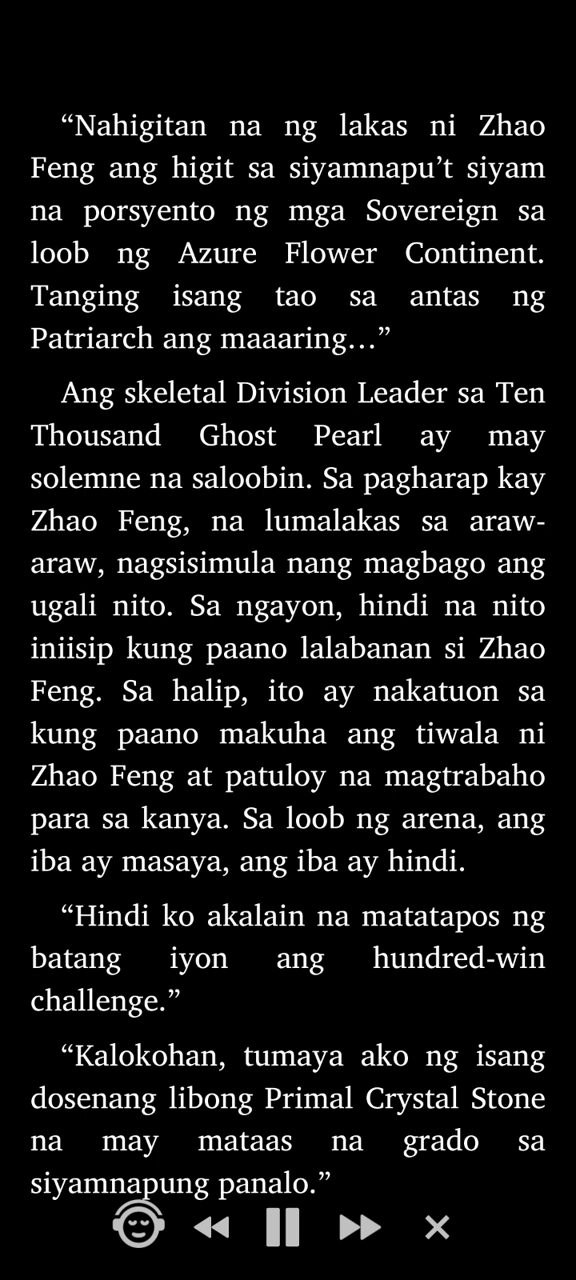 “Nahigitan na ng lakas ni Zhao
Feng ang higit sa siyamnapu’t siyam
na porsyento ng mga Sovereign sa
loob ng Azure Flower Continent.
Tanging isang tao sa antas ng
Patriarch ang maaaring…”
Ang skeletal Division Leader sa Ten
Thousand Ghost Pearl ay may
solemne na saloobin. Sa pagharap kay
Zhao Feng, na lumalakas sa araw-
araw, nagsisimula nang magbago ang
ugali nito. Sa ngayon, hindi na nito
iniisip kung paano lalabanan si Zhao
Feng. Sa halip, ito ay nakatuon sa
kung paano makuha ang tiwala ni
Zhao Feng at patuloy na magtrabaho
para sa kanya. Sa loob ng arena, ang
iba ay masaya, ang iba ay hindi.
“Hindi ko akalain na matatapos ng
batang iyon ang hundred-win
challenge.”
“Kalokohan, tumaya ako ng isang
dosenang libong Primal Crystal Stone
na may mataas na grado sa
siyamnapung panalo.”